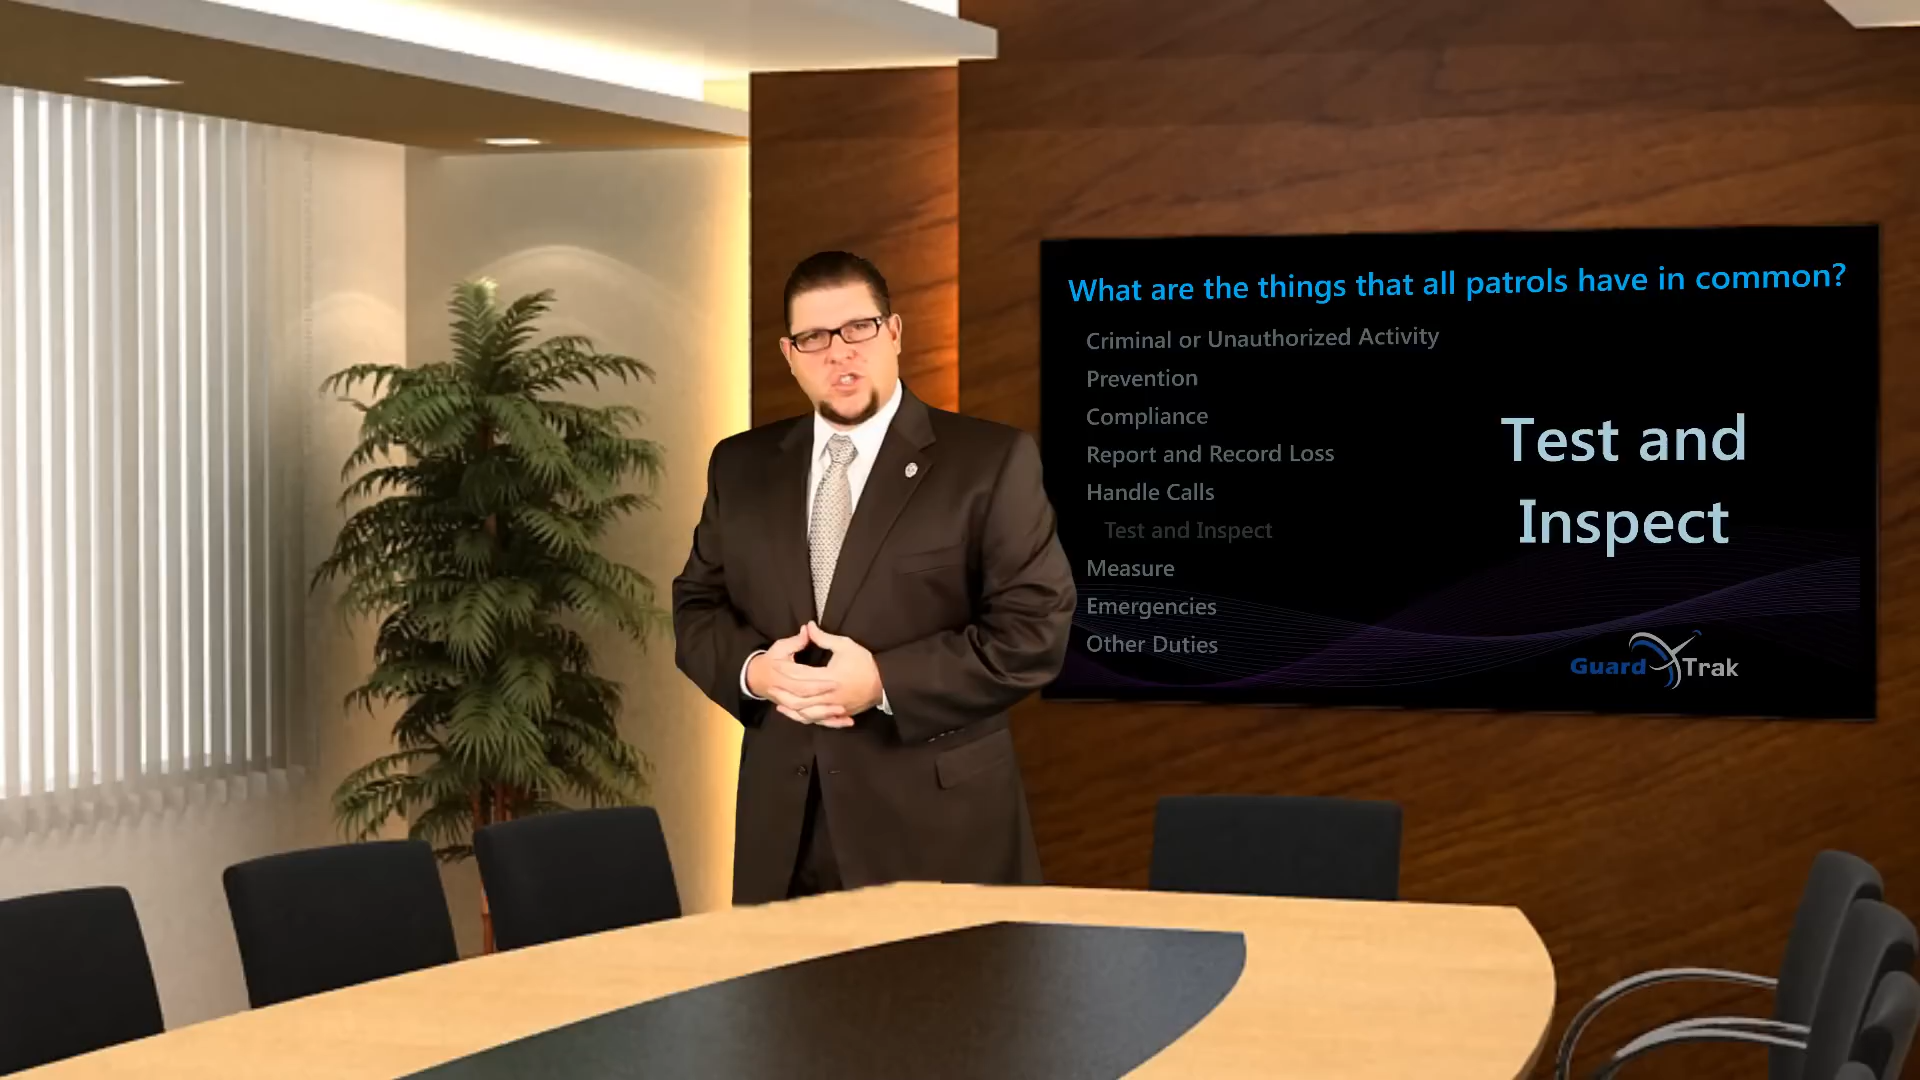 What are the things that all patrols have in common?
Criminal or Unauthorized Activity
Prevention
Compliance
Report and Record Loss
Handle Calls
Test and Inspect
Measure
Emergencies
Other Duties
Test and
Inspect
Guard Trak